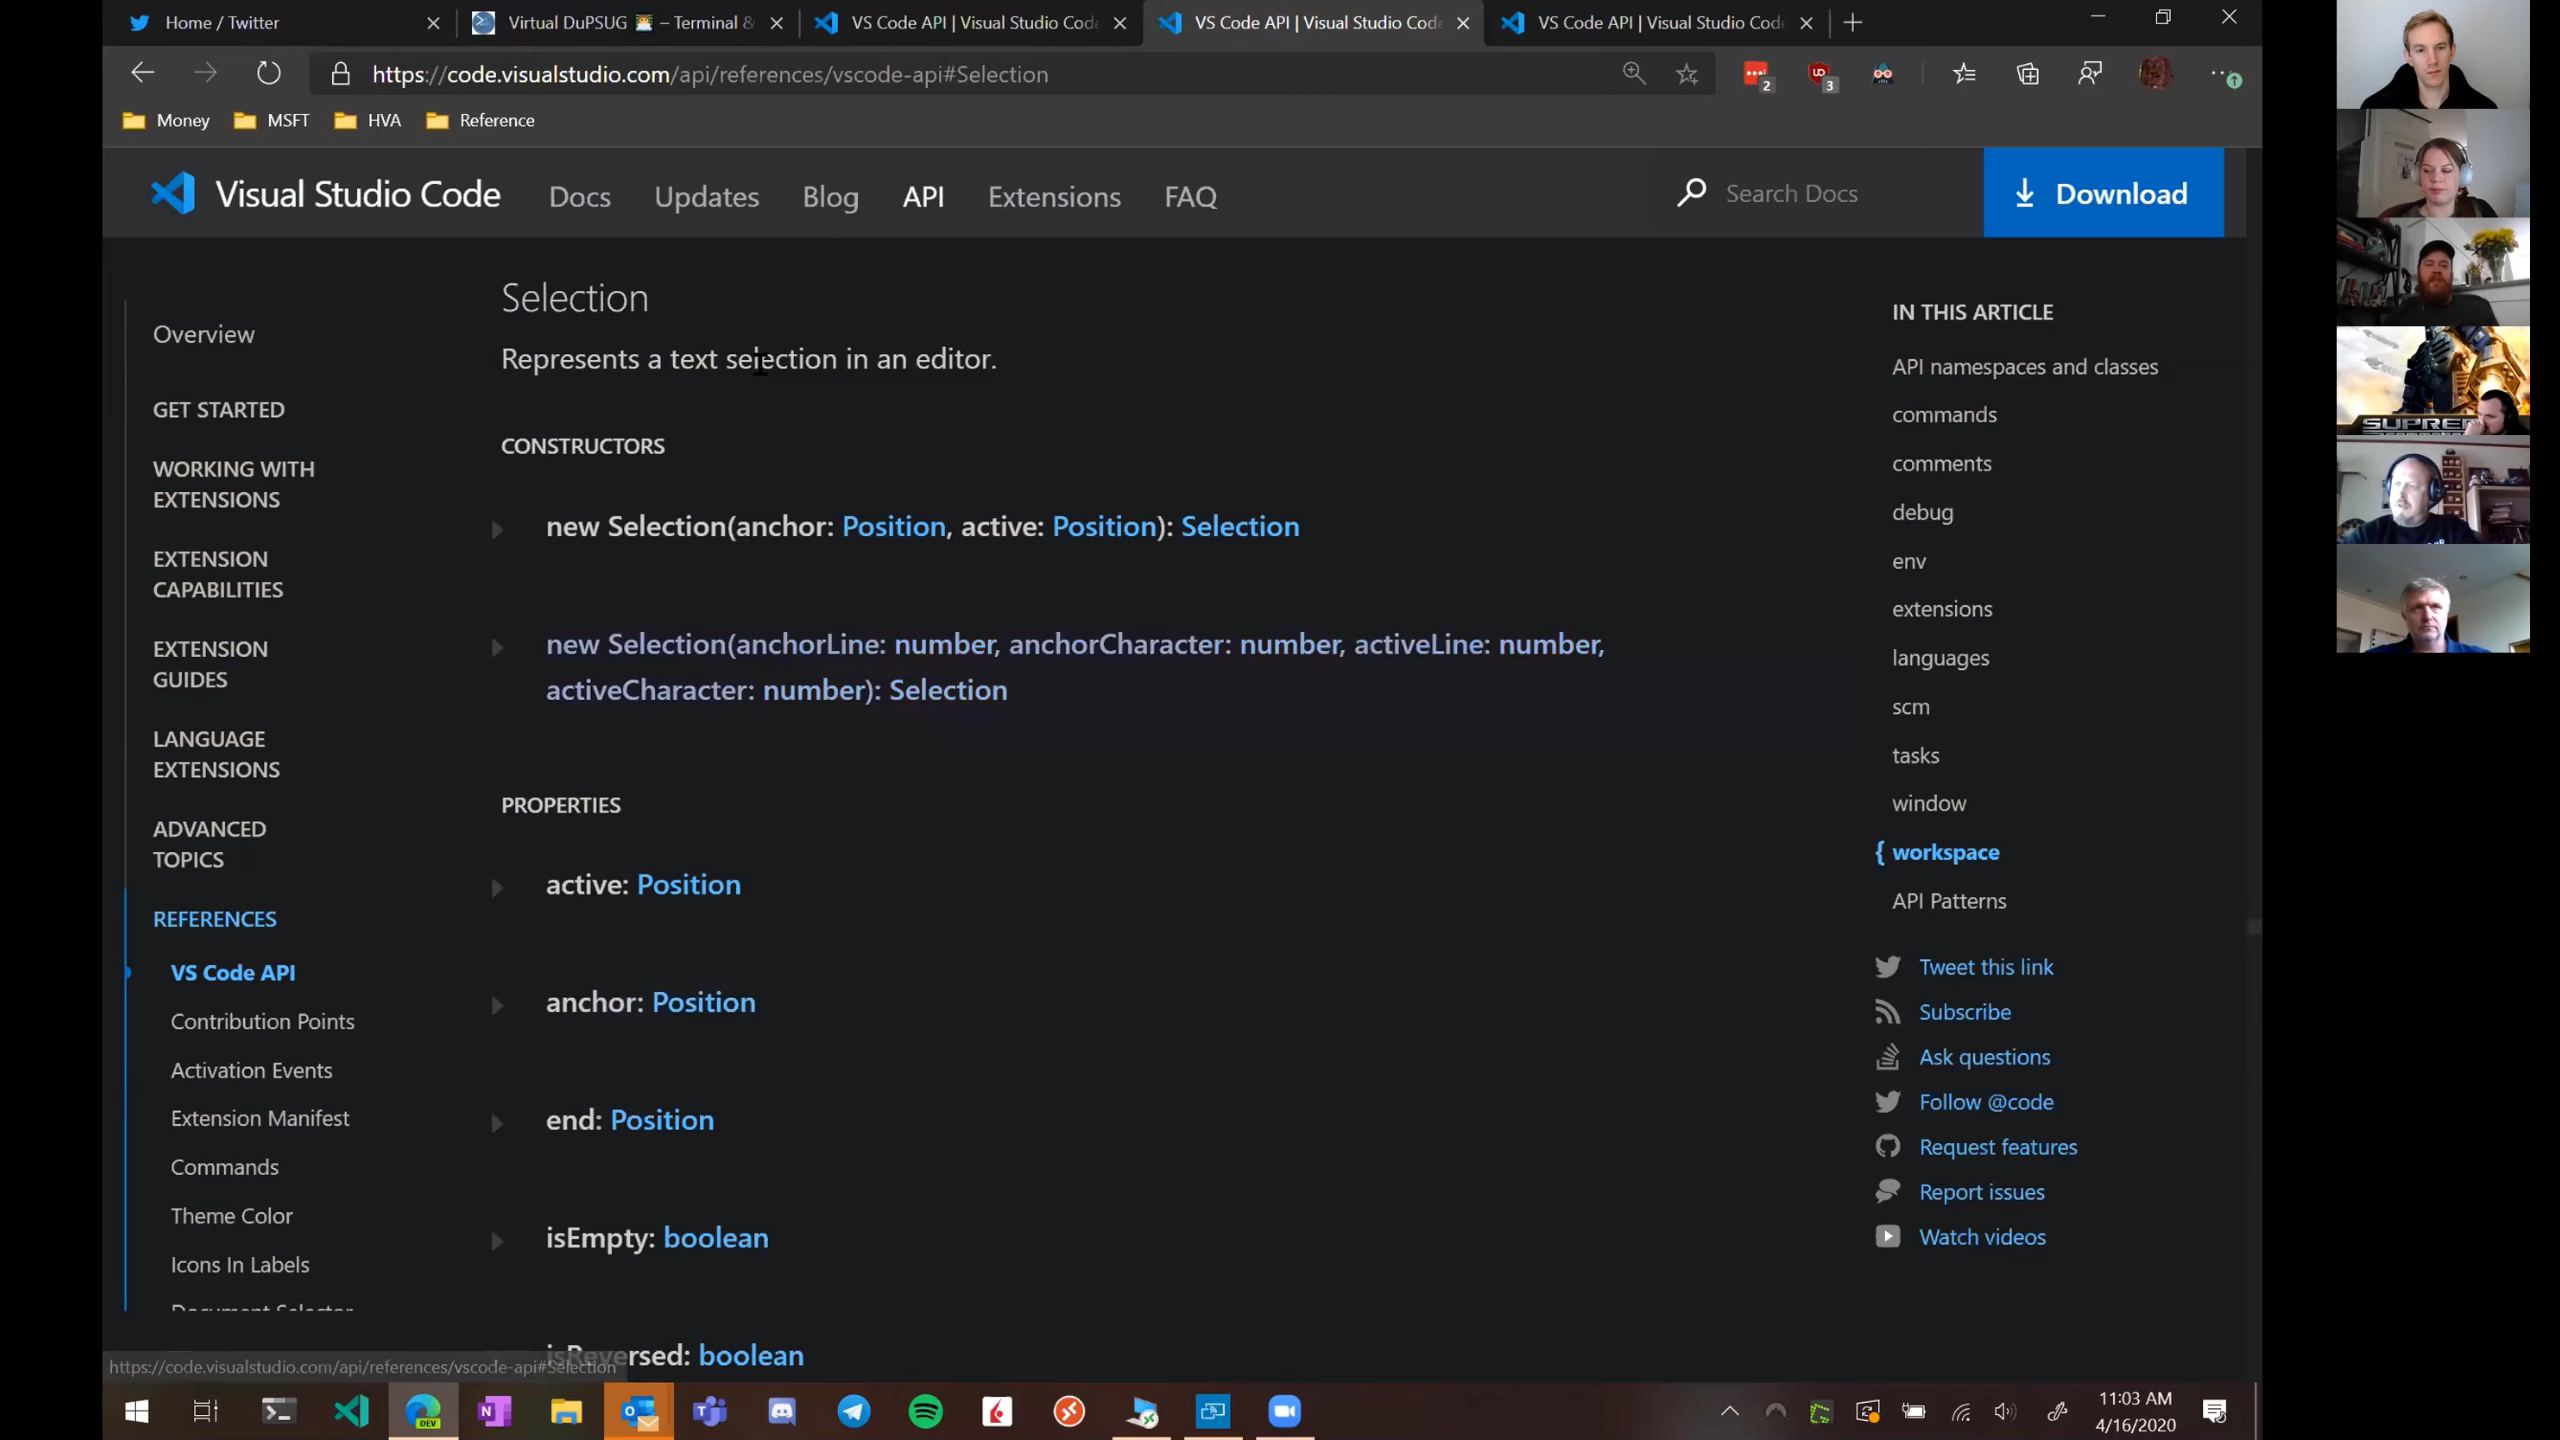 Home / Twitter
Virtual DuPSUG 👨‍💻 – Terminal &
VS Code API | Visual Studio Code
VS Code API | Visual Studio Code
VS Code API | Visual Studio Code
https://code.visualstudio.com/api/references/vscode-api#Selection
2
3
Money
MSFT
HVA
Reference
Visual Studio Code
Docs
Updates
Blog
API
Extensions
FAQ
Search Docs
Download
Overview
GET STARTED
WORKING WITH
EXTENSIONS
EXTENSION
CAPABILITIES
EXTENSION
GUIDES
LANGUAGE
EXTENSIONS
ADVANCED
TOPICS
REFERENCES
VS Code API
Contribution Points
Activation Events
Extension Manifest
Commands
Theme Color
Icons In Labels
Document Selector
Selection
Represents a text selection in an editor.
CONSTRUCTORS
new Selection(anchor: Position, active: Position): Selection
new Selection(anchorLine: number, anchorCharacter: number, activeLine: number,
activeCharacter: number): Selection
PROPERTIES
active: Position
anchor: Position
end: Position
isEmpty: boolean
isReversed: boolean
IN THIS ARTICLE
API namespaces and classes
commands
comments
debug
env
extensions
languages
scm
tasks
window
{ workspace
API Patterns
Tweet this link
Subscribe
Ask questions
Follow @code
Request features
Report issues
Watch videos
https://code.visualstudio.com/api/references/vscode-api#Selection
DEV
11:03 AM
4/16/2020